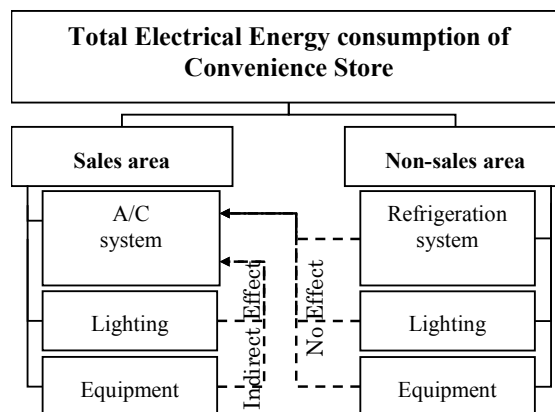 Total Electrical Energy consumption of
Convenience Store
Sales area
Non-sales area
A/C
system
Refrigeration
system
Lighting
Lighting
Equipment
Equipment
Indirect Effect
No Effect